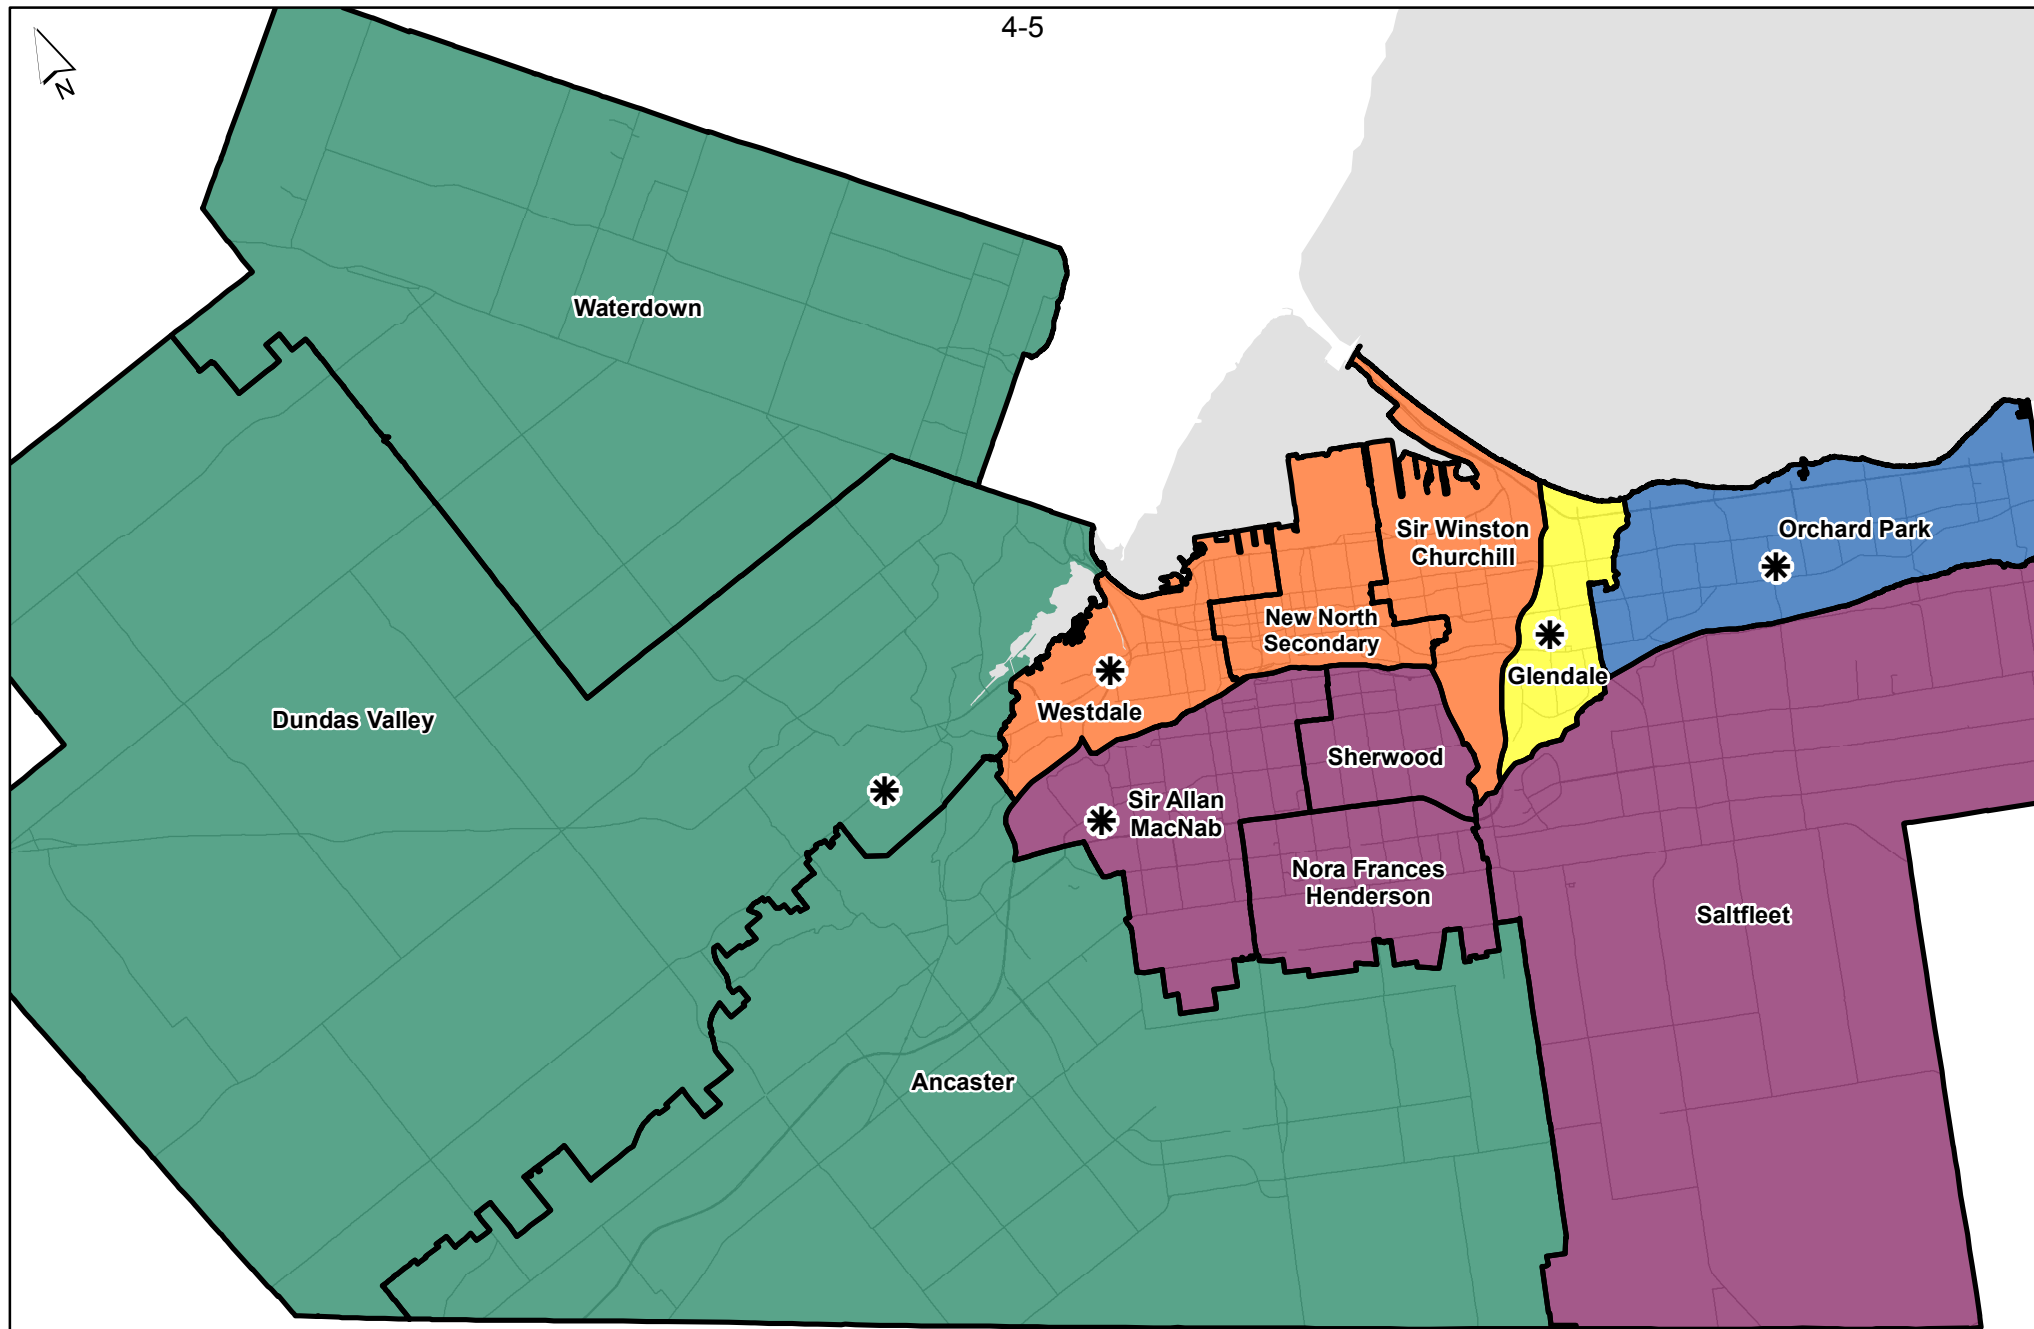 4-5
N
Waterdown
Sir Winston
Churchill
Orchard Park
New North
Secondary
Glendale
Westdale
Dundas Valley
Sherwood
Sir Allan
MacNab
Nora Frances
Henderson
Saltfleet
Ancaster